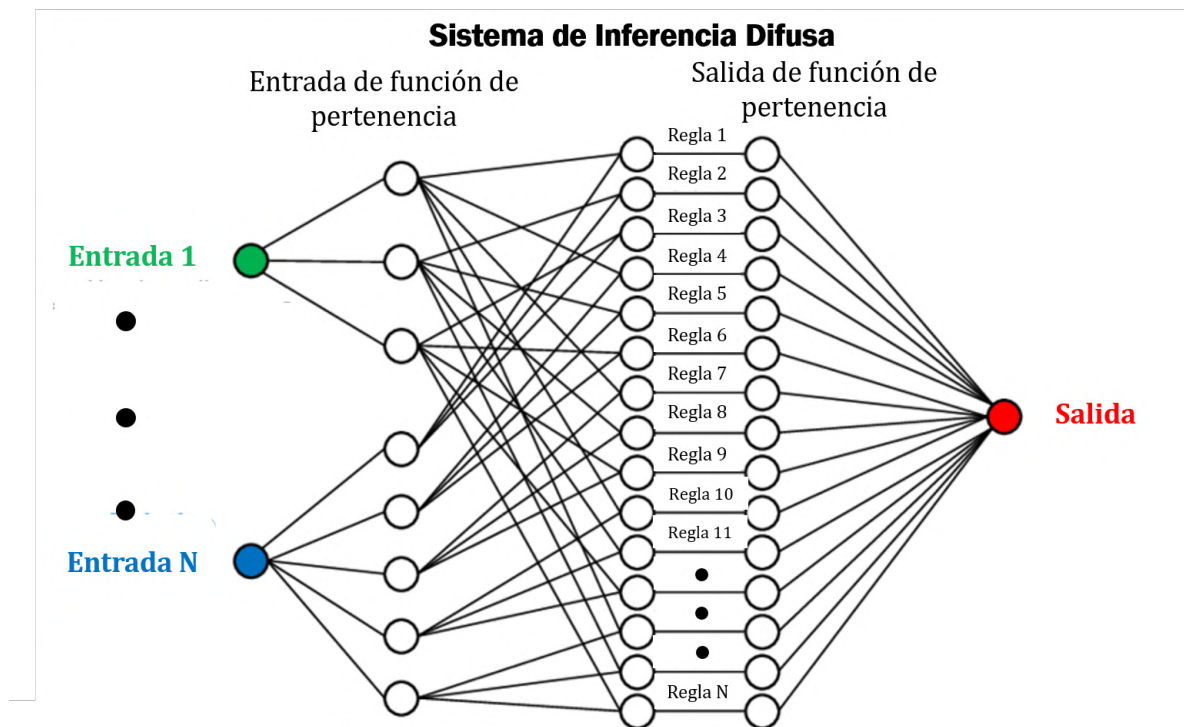 Sistema de Inferencia Difusa
Entrada de función de
pertenencia
Salida de función de
pertenencia
Regla 1
Regla 2
Regla 3
Regla 4
Regla 5
Regla 6
Regla 7
Regla 8
Regla 9
Regla 10
Regla 11
Regla N
Entrada 1
Entrada N
Salida